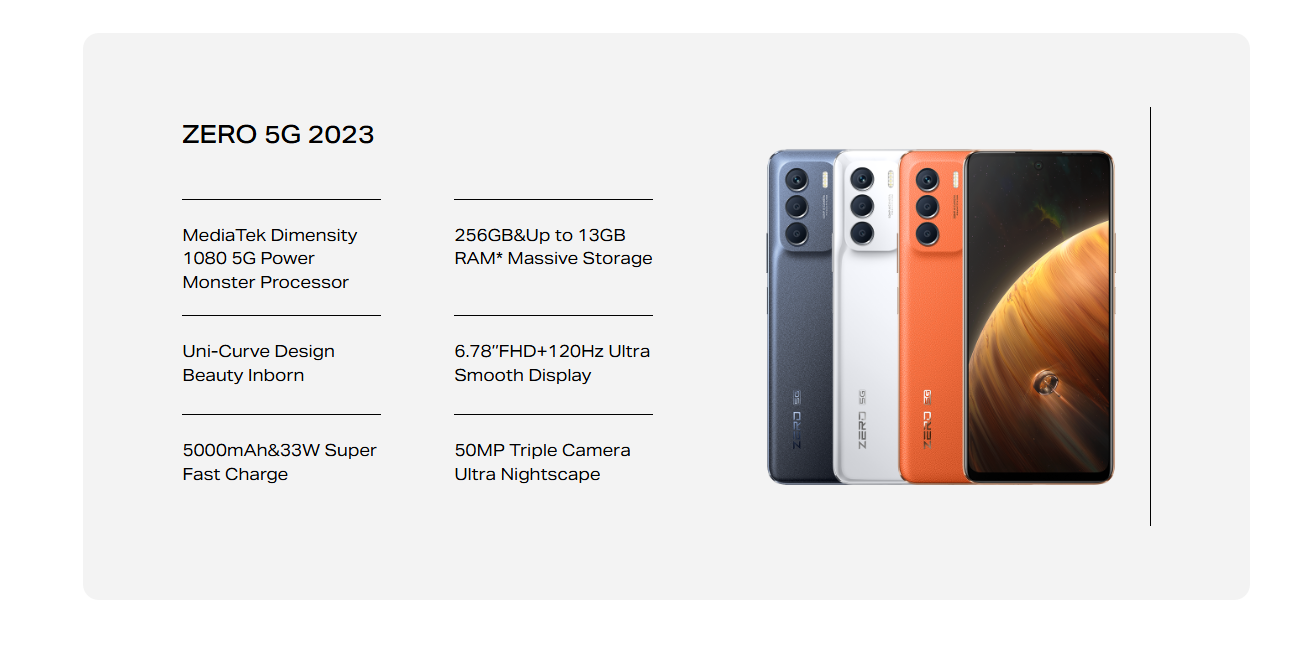 ZERO 5G 2023
MediaTek Dimensity
1080 5G Power
Monster Processor
256GB&Up to 13GB
RAM* Massive Storage
Uni-Curve Design
Beauty Inborn
6.78″FHD+120Hz Ultra
Smooth Display
5000mAh&33W Super
Fast Charge
50MP Triple Camera
Ultra Nightscape
ZERO 5G
ZERO 5G
ZERO 5G